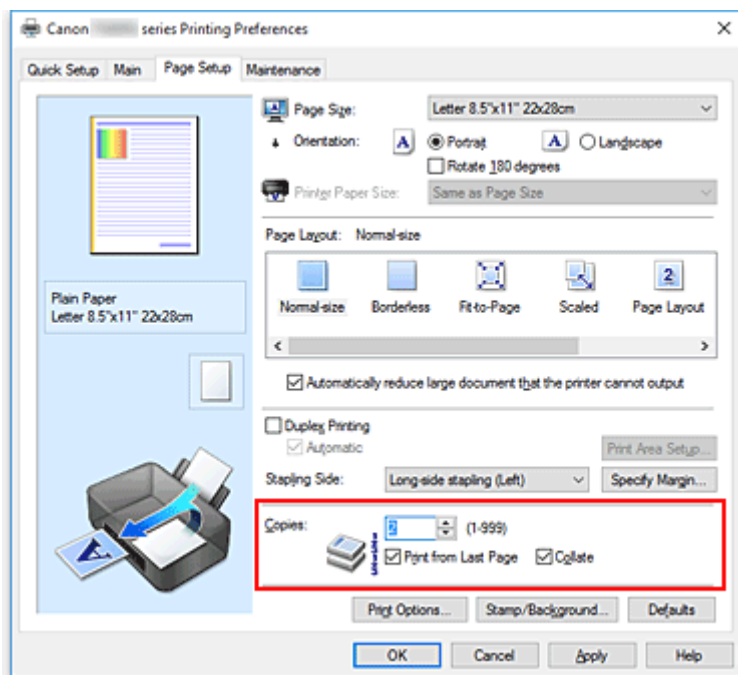 Canon series Printing Preferences
Quick Setup Main Page Setup Maintenance
Page Size: Letter 8.5"x11" 22x28cm
Orientation: A Portrait A Landscape
Rotate 180 degrees
Printer Paper Size: Same as Page Size
Page Layout: Normal-size
2
Normal-size Borderless Fit-to-Page Scaled Page Layout
Plain Paper
Letter 8.5"x11" 22x28cm
Automatically reduce large document that the printer cannot output
Duplex Printing
Automatic Print Area Setup...
Stapling Side: Long-side stapling (Left) Specify Margin...
Copies: 2 (1-999)
Print from Last Page Collate
A
Print Options... Stamp/Background... Defaults
OK Cancel Apply Help